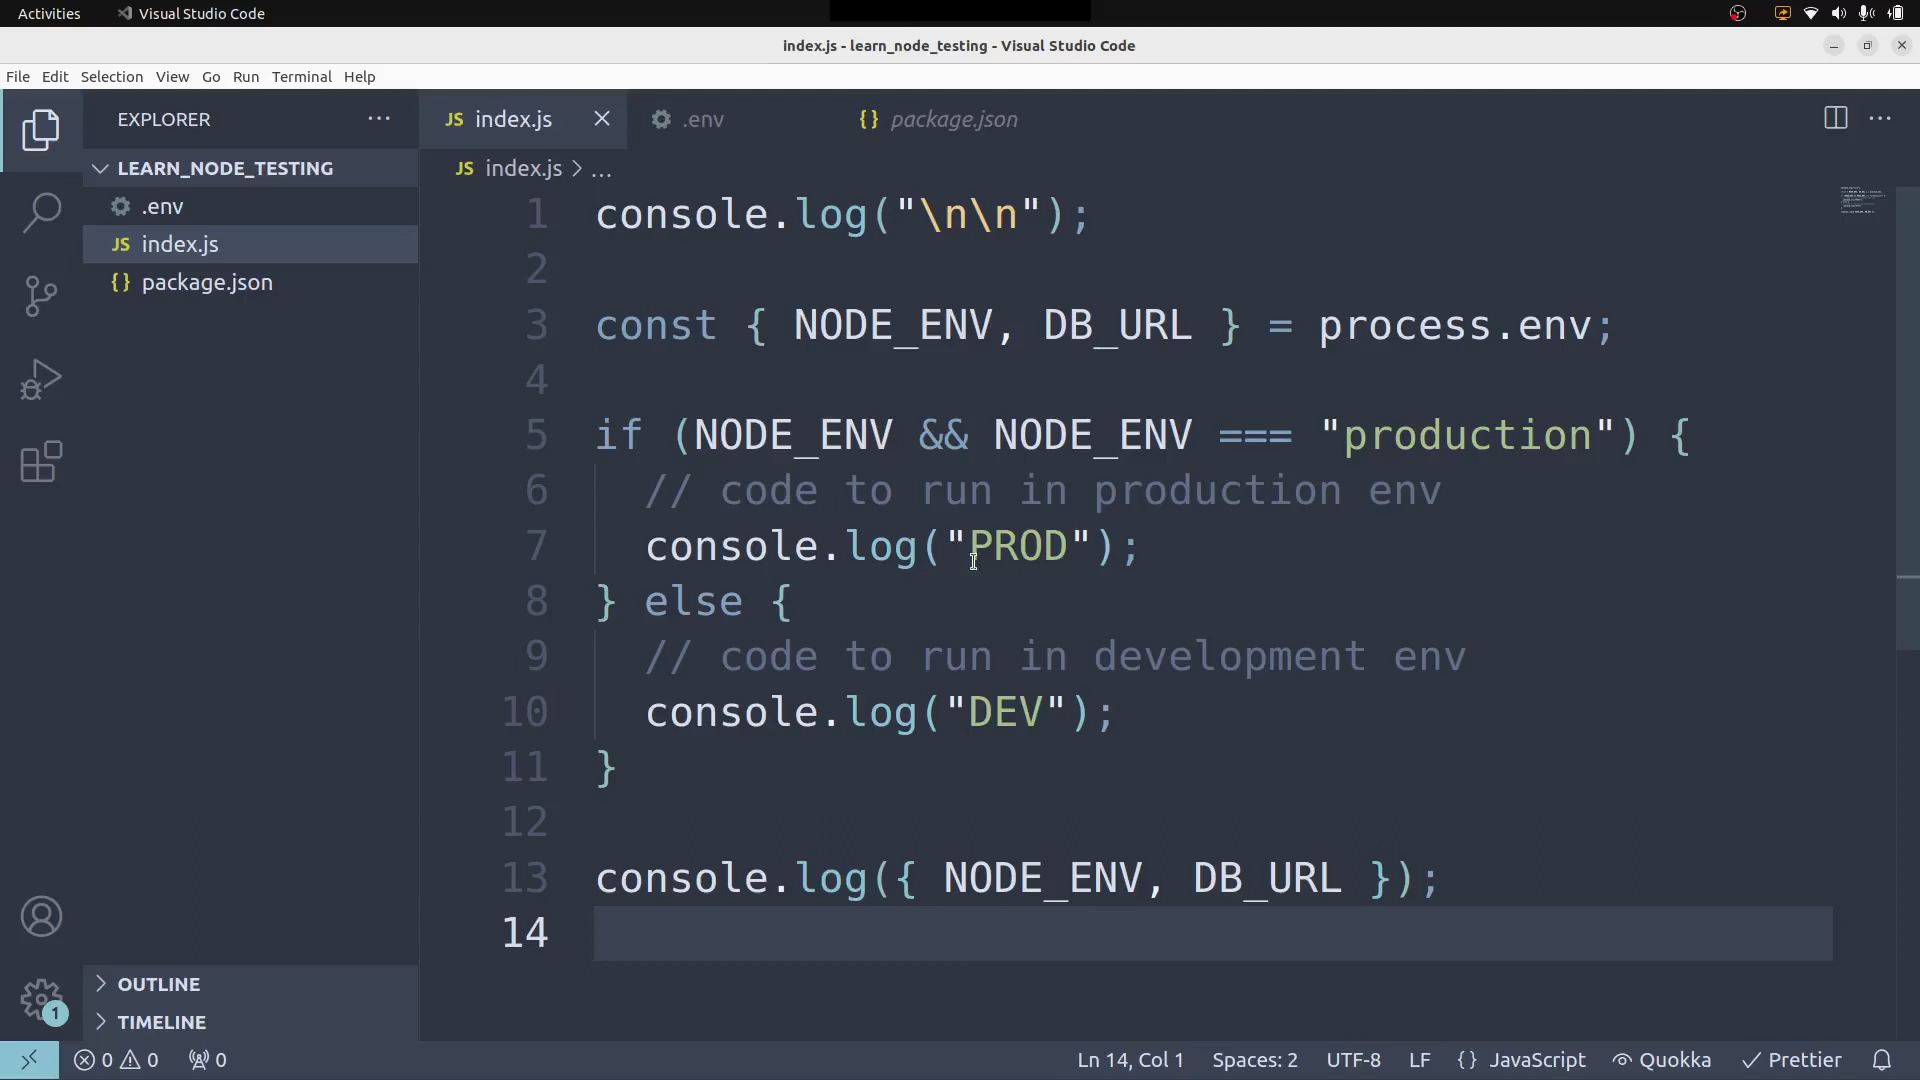 Activities Visual Studio Code
index.js - learn_node_testing - Visual Studio Code
File Edit Selection View Go Run Terminal Help
EXPLORER ...
LEARN_NODE_TESTING
.env
JS index.js
{} package.json
OUTLINE
TIMELINE
JS index.js .env {} package.json
JS index.js > ...
1 console.log("\n\n");
2
3 const { NODE_ENV, DB_URL } = process.env;
4
5 if (NODE_ENV && NODE_ENV === "production") {
6 // code to run in production env
7 console.log("PROD");
8 } else {
9 // code to run in development env
10 console.log("DEV");
11 }
12
13 console.log({ NODE_ENV, DB_URL });
14
1
0 0 0 Ln 14, Col 1 Spaces: 2 UTF-8 LF {} JavaScript Quokka Prettier